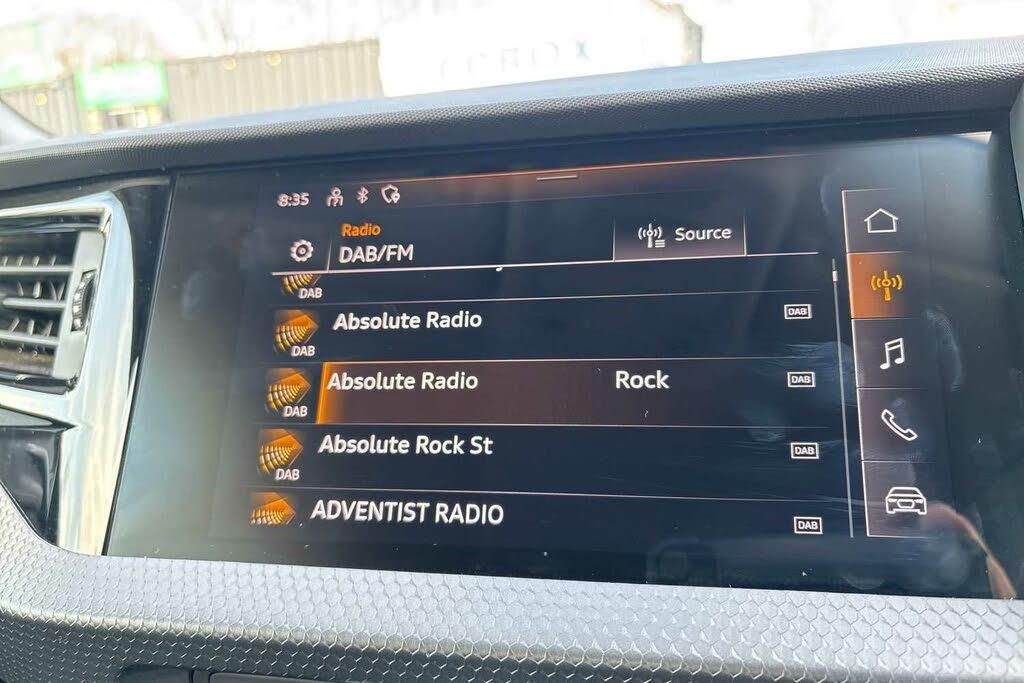 8:35
Radio
DAB/FM
Source
DAB
Absolute Radio
DAB
DAB
Absolute Radio Rock
DAB
DAB
Absolute Rock St
DAB
DAB
ADVENTIST RADIO
DAB